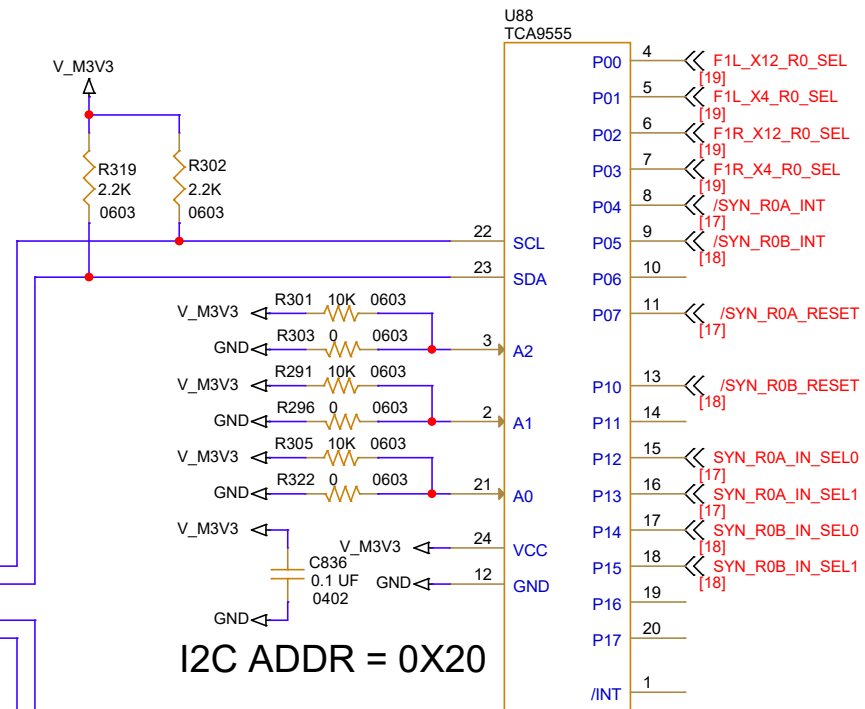 U88
TCA9555
V_M3V3
R319
2.2K
0603
R302
2.2K
0603
22
SCL
23
SDA
V_M3V3
R301
10K
0603
GND
R303
0
0603
3
A2
V_M3V3
R291
10K
0603
GND
R296
0
0603
2
A1
V_M3V3
R305
10K
0603
GND
R322
0
0603
21
A0
V_M3V3
C836
0.1 UF
0402
GND
V_M3V3
24
VCC
GND
12
GND
I2C ADDR = 0X20
P00
4
F1L_X12_R0_SEL
[19]
P01
5
F1L_X4_R0_SEL
[19]
P02
6
F1R_X12_R0_SEL
[19]
P03
7
F1R_X4_R0_SEL
[19]
P04
8
/SYN_R0A_INT
[17]
P05
9
/SYN_R0B_INT
[18]
P06
10
P07
11
/SYN_R0A_RESET
[17]
P10
13
/SYN_R0B_RESET
[18]
P11
14
P12
15
SYN_R0A_IN_SEL0
[17]
P13
16
SYN_R0A_IN_SEL1
[17]
P14
17
SYN_R0B_IN_SEL0
[18]
P15
18
SYN_R0B_IN_SEL1
[18]
P16
19
P17
20
/INT
1